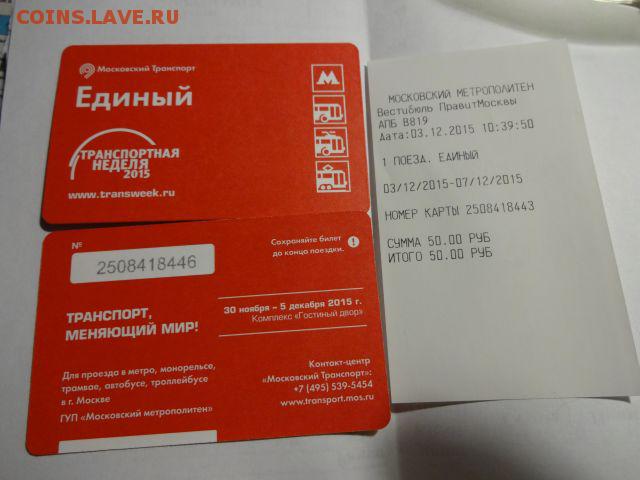 COINS.LAVE.RU
Московский Транспорт
Единый
М
ТРАНСПОРТНАЯ
НЕДЕЛЯ
2015
www.transweek.ru
№
2508418446
Сохраняйте билет
до конца поездки.
ТРАНСПОРТ,
МЕНЯЮЩИЙ МИР!
30 ноября – 5 декабря 2015 г.
Комплекс «Гостиный двор»
Для проезда в метро, монорельсе,
трамвае, автобусе, троллейбусе
в г. Москве
ГУП «Московский метрополитен»
Контакт-центр
«Московский Транспорт»:
+7 (495) 539-5454
www.transport.mos.ru
МОСКОВСКИЙ МЕТРОПОЛИТЕН
Вестибюль ПравитМосквы
АПБ В819
Дата:03.12.2015 10:39:50
1 ПОЕЗД. ЕДИНЫЙ
03/12/2015-07/12/2015
НОМЕР КАРТЫ 2508418443
СУММА 50.00 РУБ
ИТОГО 50.00 РУБ